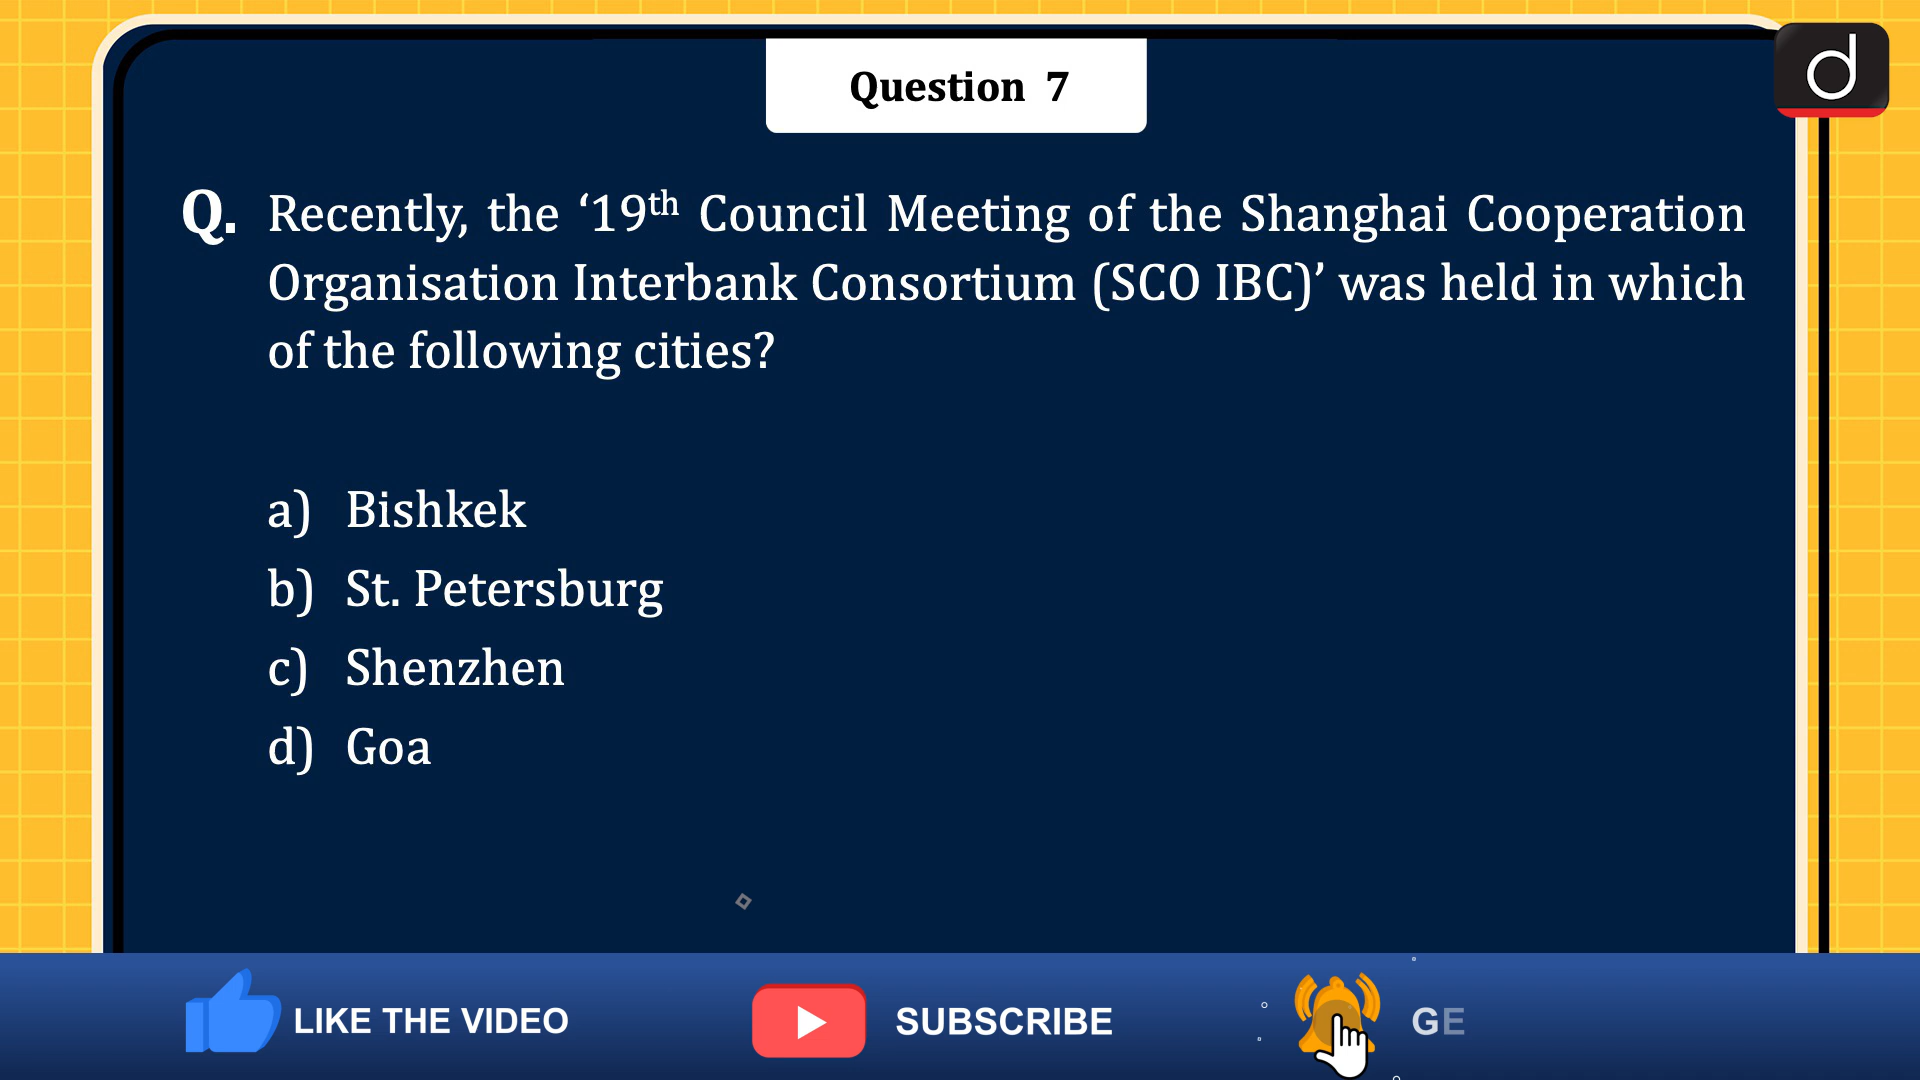 d
Question 7
Q. Recently, the ‘19th Council Meeting of the Shanghai Cooperation
Organisation Interbank Consortium (SCO IBC)’ was held in which
of the following cities?
a) Bishkek
b) St. Petersburg
c) Shenzhen
d) Goa
LIKE THE VIDEO SUBSCRIBE GE